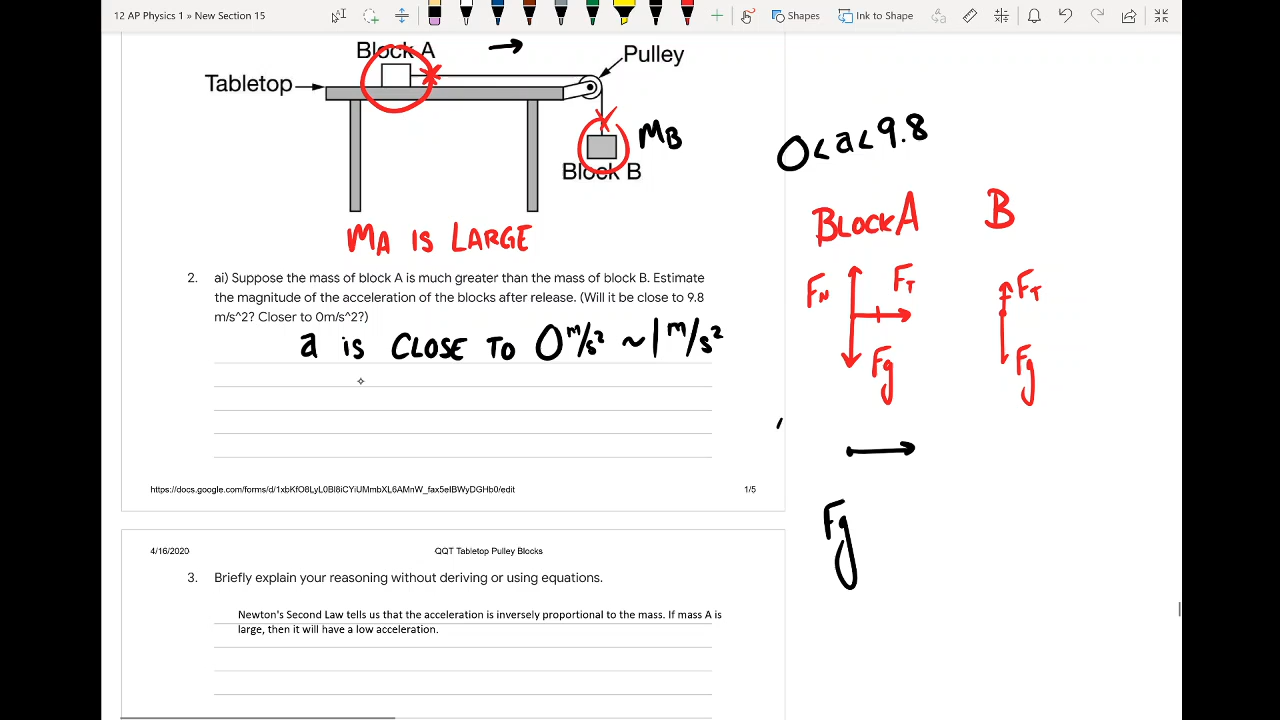 12 AP Physics 1 » New Section 15
Shapes
Ink to Shape
Block A
Pulley
Tabletop
MB
Block B
0 < a < 9.8
MA IS LARGE
BLOCK A
B
2. ai) Suppose the mass of block A is much greater than the mass of block B. Estimate
the magnitude of the acceleration of the blocks after release. (Will it be close to 9.8
m/s^2? Closer to 0m/s^2?)
FN
FT
Fg
FT
Fg
a IS CLOSE TO 0 m/s² ~1 m/s²
https://docs.google.com/forms/d/1xbKfO8LyL0Bl8iCYiUMmbXL6AMnW_fax5elBWyDGHb0/edit
1/5
Fg
4/16/2020
QQT Tabletop Pulley Blocks
3. Briefly explain your reasoning without deriving or using equations.
Newton's Second Law tells us that the acceleration is inversely proportional to the mass. If mass A is
large, then it will have a low acceleration.